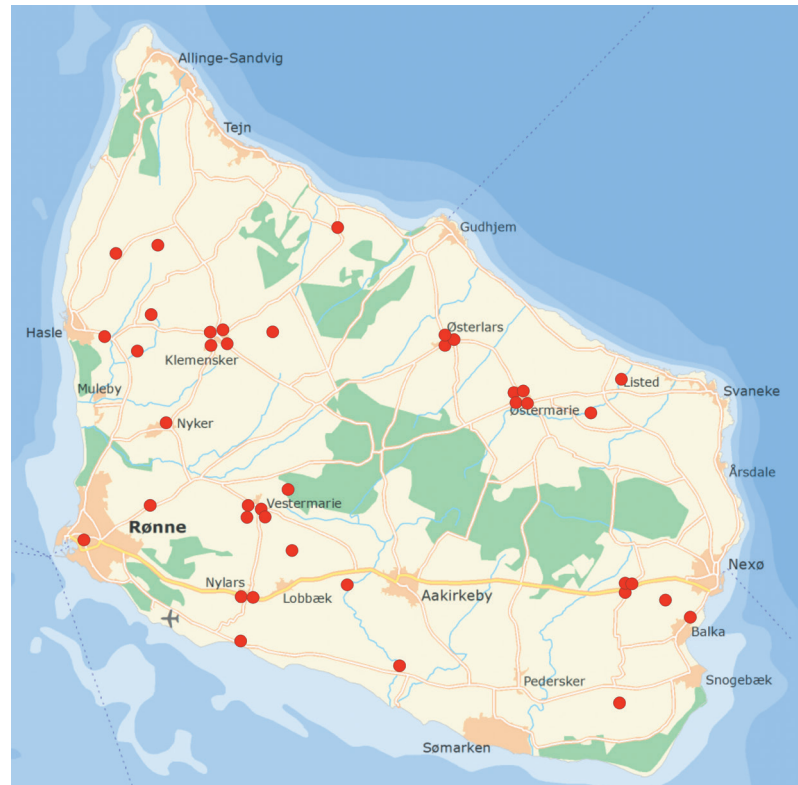 Allinge-Sandvig
Tejn
Gudhjem
Hasle
Østerlars
Klemensker
Muleby
Listed
Svaneke
Østermarie
Nyker
Årsdale
Vestermarie
Rønne
Nexø
Nylars
Lobbæk
Aakirkeby
Balka
Pedersker
Snogebæk
Sømarken